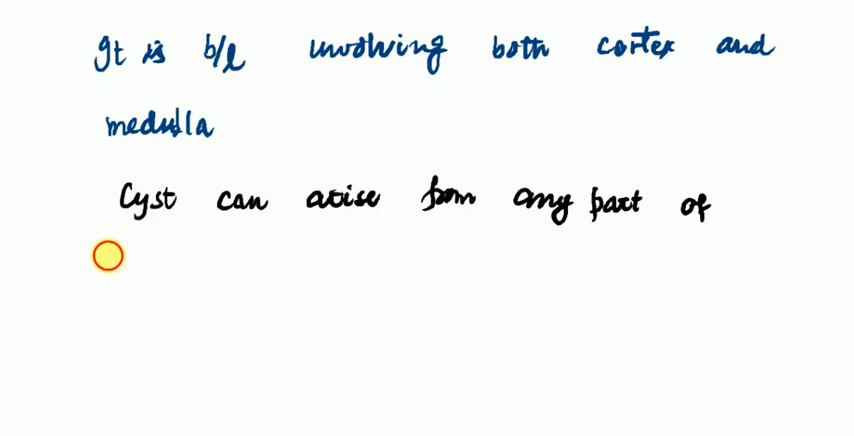 It is b/l involving both cortex and
medulla
Cyst can arise from any part of